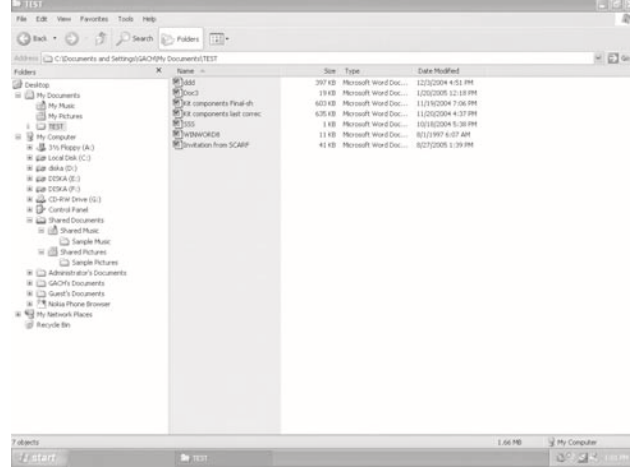 TEST
File Edit View Favorites Tools Help
Back Search Folders
Address C:\Documents and Settings\GACH\My Documents\TEST Go
Folders X Name Size Type Date Modified
Desktop
My Documents
My Music
My Pictures
TEST
My Computer
3½ Floppy (A:)
Local Disk (C:)
diska (D:)
DISKA (E:)
DISKA (F:)
CD-RW Drive (G:)
Control Panel
Shared Documents
Shared Music
Sample Music
Shared Pictures
Sample Pictures
Administrator's Documents
GACH's Documents
Guest's Documents
Nokia Phone Browser
My Network Places
Recycle Bin
ddd 397 KB Microsoft Word Doc... 12/3/2004 4:51 PM
Doc3 19 KB Microsoft Word Doc... 1/20/2005 12:18 PM
Kit components Final-sh 603 KB Microsoft Word Doc... 11/19/2004 7:06 PM
Kit components last correc 635 KB Microsoft Word Doc... 11/20/2004 4:37 PM
SSS 1 KB Microsoft Word Doc... 10/18/2004 5:38 PM
WINWORD8 11 KB Microsoft Word Doc... 8/1/1997 6:07 AM
Invitation from SCARF 41 KB Microsoft Word Doc... 8/27/2005 1:39 PM
7 objects 1.66 MB My Computer
start TEST